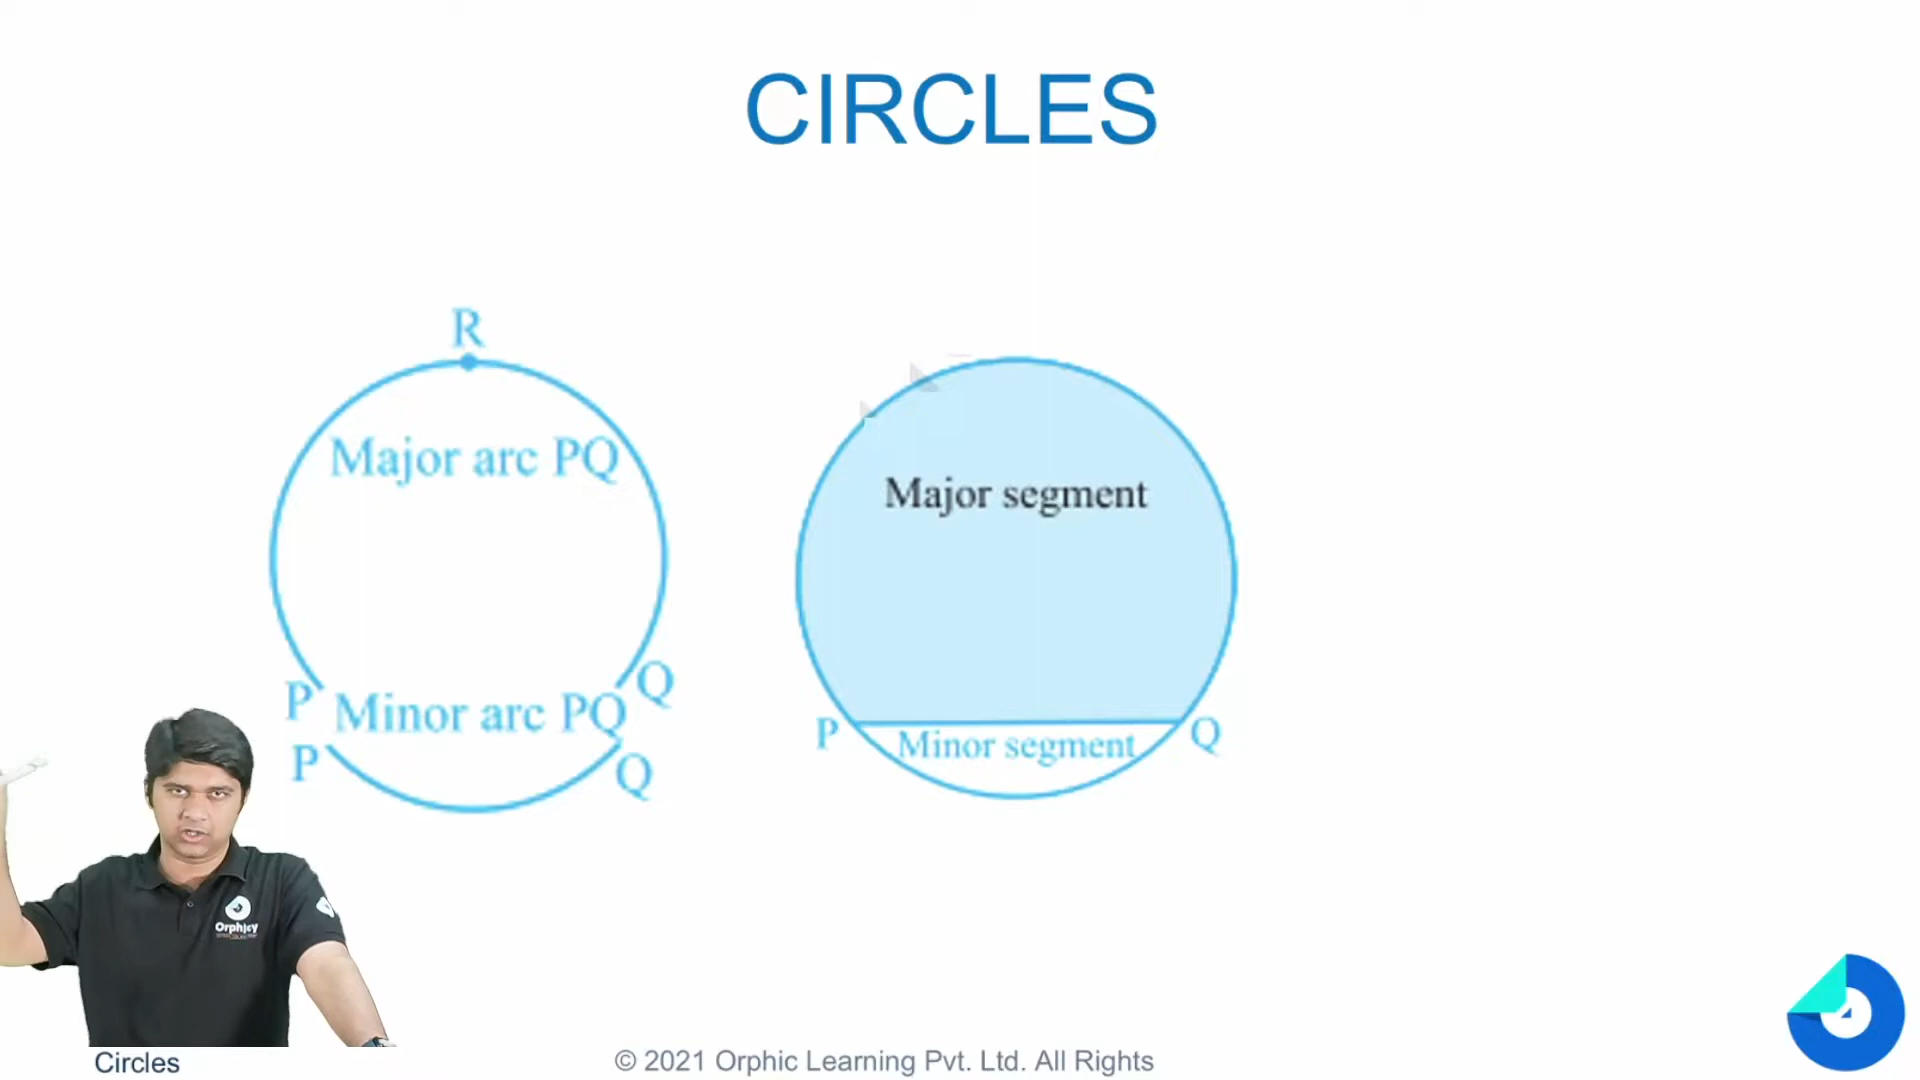 CIRCLES
R
Major arc PQ
P
Q
Minor arc PQ
P
Q
Major segment
P
Q
Minor segment
Orphicy
Circles
© 2021 Orphic Learning Pvt. Ltd. All Rights